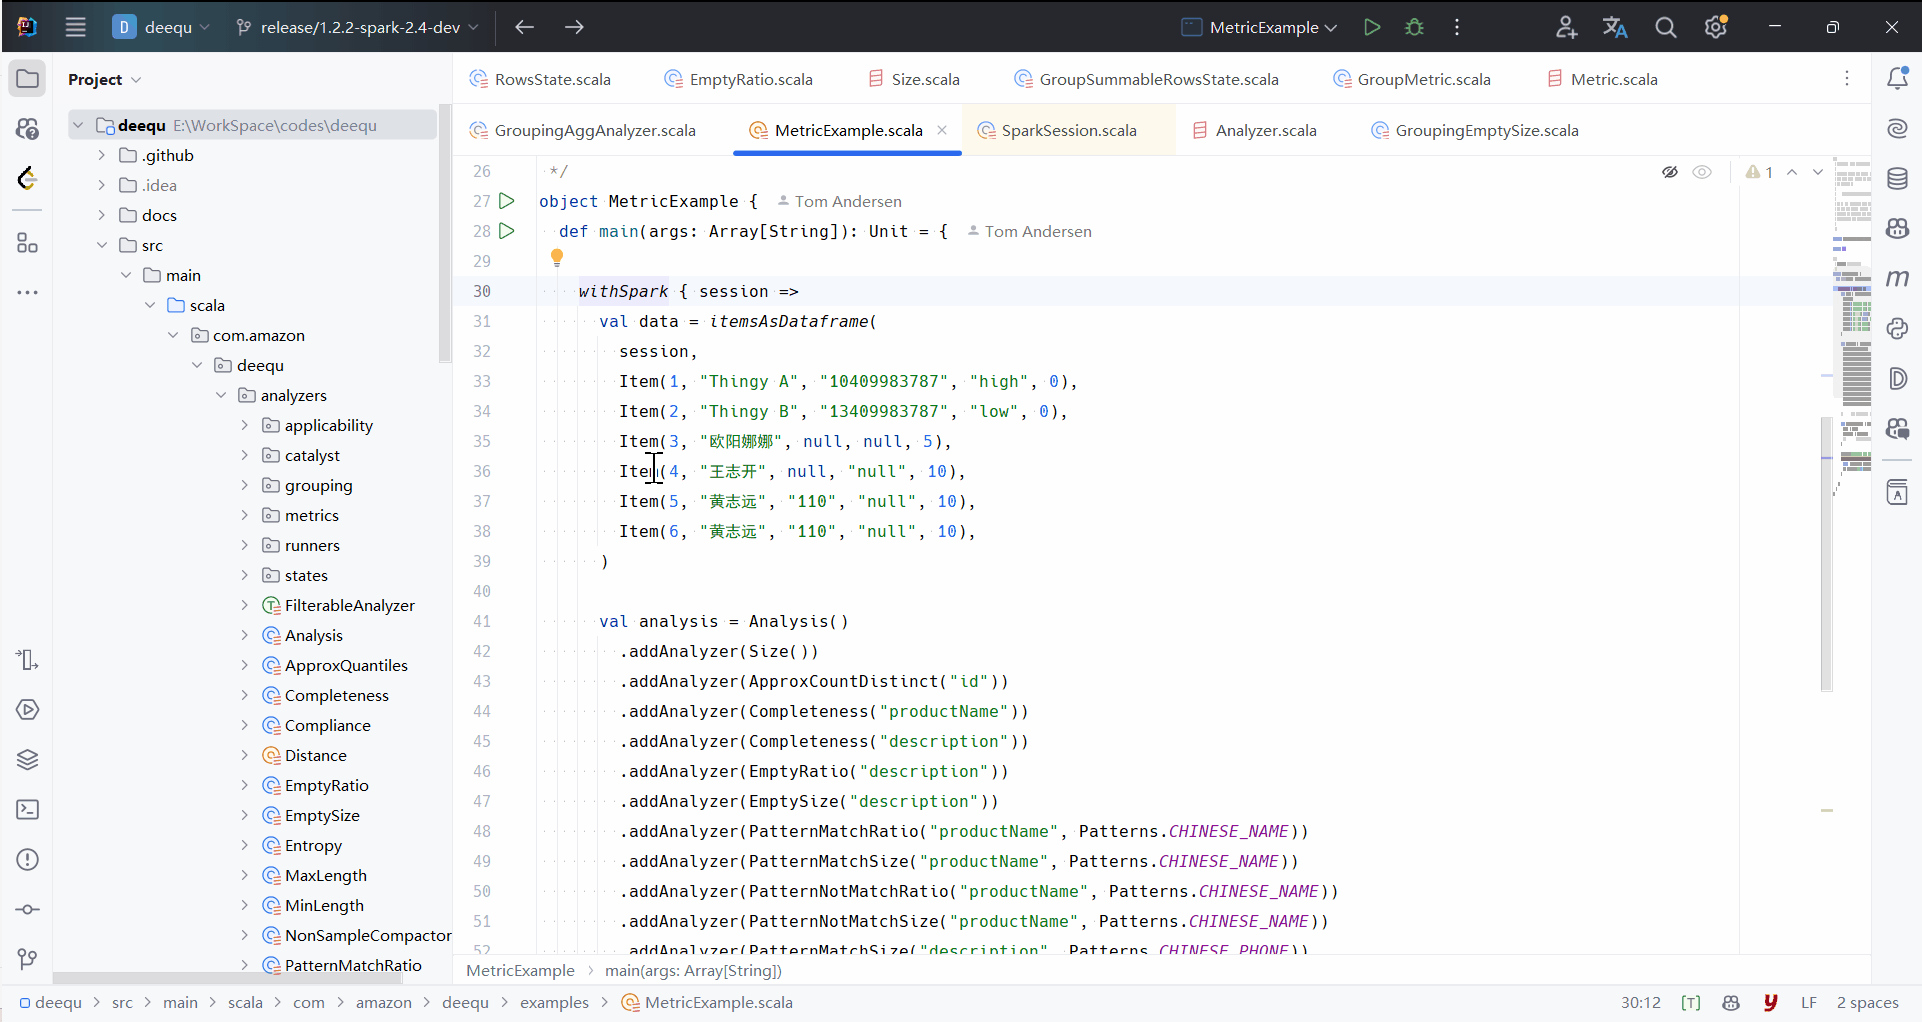 D deequ release/1.2.2-spark-2.4-dev MetricExample
Project
RowsState.scala EmptyRatio.scala Size.scala GroupSummableRowsState.scala GroupMetric.scala Metric.scala
GroupingAggAnalyzer.scala MetricExample.scala SparkSession.scala Analyzer.scala GroupingEmptySize.scala
deequ E:\WorkSpace\codes\deequ
.github
.idea
docs
src
main
scala
com.amazon
deequ
analyzers
applicability
catalyst
grouping
metrics
runners
states
FilterableAnalyzer
Analysis
ApproxQuantiles
Completeness
Compliance
Distance
EmptyRatio
EmptySize
Entropy
MaxLength
MinLength
NonSampleCompactor
PatternMatchRatio
1
26 */
27 object MetricExample { Tom Andersen
28 def main(args: Array[String]): Unit = { Tom Andersen
29
30 withSpark { session =>
31 val data = itemsAsDataframe(
32 session,
33 Item(1, "Thingy A", "10409983787", "high", 0),
34 Item(2, "Thingy B", "13409983787", "low", 0),
35 Item(3, "欧阳娜娜", null, null, 5),
36 Item(4, "王志开", null, "null", 10),
37 Item(5, "黄志远", "110", "null", 10),
38 Item(6, "黄志远", "110", "null", 10),
39 )
40
41 val analysis = Analysis()
42 .addAnalyzer(Size())
43 .addAnalyzer(ApproxCountDistinct("id"))
44 .addAnalyzer(Completeness("productName"))
45 .addAnalyzer(Completeness("description"))
46 .addAnalyzer(EmptyRatio("description"))
47 .addAnalyzer(EmptySize("description"))
48 .addAnalyzer(PatternMatchRatio("productName", Patterns.CHINESE_NAME))
49 .addAnalyzer(PatternMatchSize("productName", Patterns.CHINESE_NAME))
50 .addAnalyzer(PatternNotMatchRatio("productName", Patterns.CHINESE_NAME))
51 .addAnalyzer(PatternNotMatchSize("productName", Patterns.CHINESE_NAME))
52 .addAnalyzer(PatternMatchSize("description", Patterns.CHINESE_PHONE))
MetricExample main(args: Array[String])
deequ src main scala com amazon deequ examples MetricExample.scala 30:12 [T] y LF 2 spaces